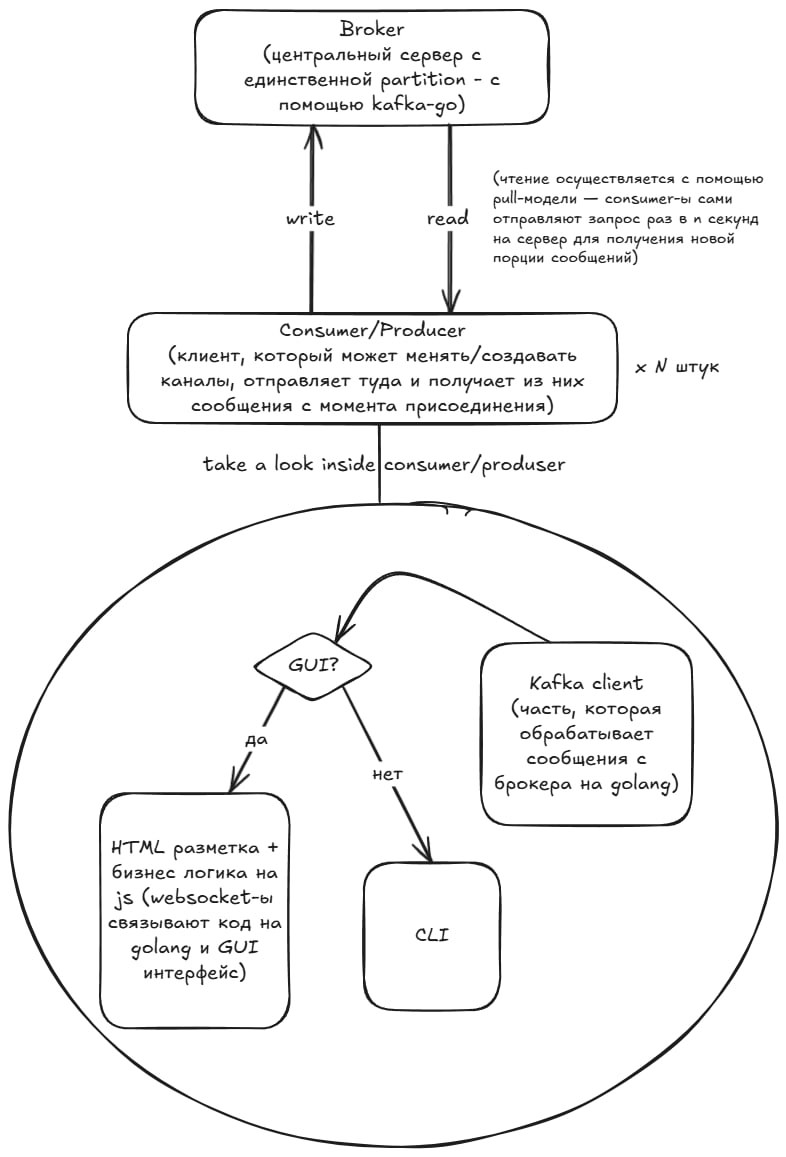 Broker
(центральный сервер с
единственной partition - с
помощью kafka-go)
write
read
(чтение осуществляется с помощью
pull-модели — consumer-ы сами
отправляют запрос раз в n секунд
на сервер для получения новой
порции сообщений)
Consumer/Producer
(клиент, который может менять/создавать
каналы, отправляет туда и получает из них
сообщения с момента присоединения)
x N штук
take a look inside consumer/produser
GUI?
Kafka client
(часть, которая
обрабатывает
сообщения с
брокера на golang)
да
нет
HTML разметка +
бизнес логика на
js (websocket-ы
связывают код на
golang и GUI
интерфейс)
CLI